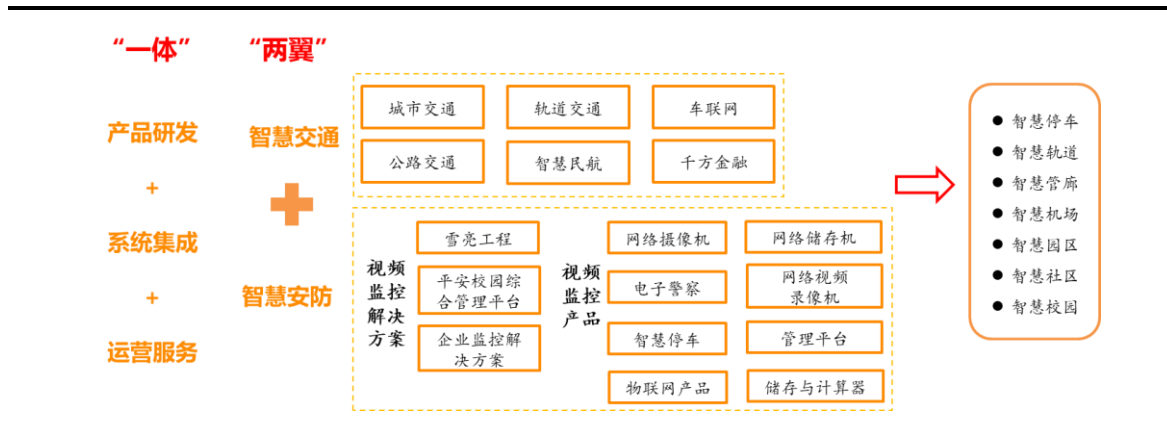 “一体”
“两翼”
产品研发
+
系统集成
+
运营服务
智慧交通
智慧安防
城市交通
轨道交通
车联网
公路交通
智慧民航
千方金融
视频
监控
解决
方案
雪亮工程
平安校园综
合管理平台
企业监控解
决方案
视频
监控
产品
网络摄像机
网络储存机
电子警察
网络视频
录像机
智慧停车
管理平台
物联网产品
储存与计算器
● 智慧停车
● 智慧轨道
● 智慧管廊
● 智慧机场
● 智慧园区
● 智慧社区
● 智慧校园